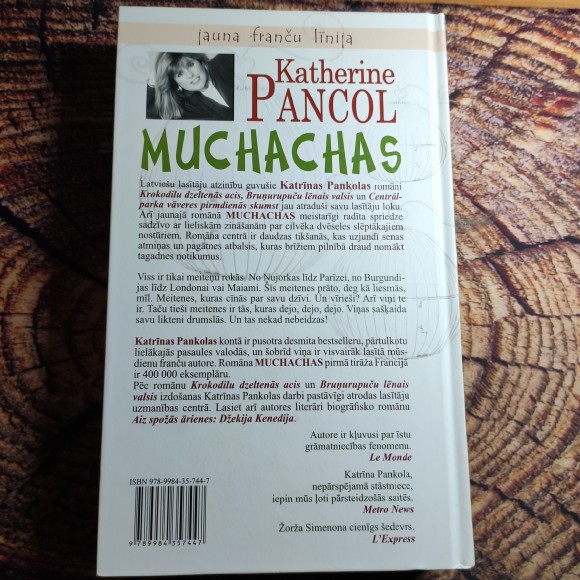 jauna franču līnija
Katherine
PANCOL
MUCHACHAS
Latviešu lasītāju atzinību guvušie Katrīnas Pankolas romāni
Krokodilu dzeltenās acis, Bruņurupuču lēnais valsis un Centrāl-
parka vāveres pirmdienās skumst jau atraduši savu lasītāju loku.
Arī jaunajā romānā MUCHACHAS meistarīgi radīta spriedze
sadzīvo ar lieliskām zināšanām par cilvēka dvēseles slēptākajiem
nostūriem. Romāna centrā ir daudzas tikšanās, kas uzjundī senas
atmiņas un pagātnes atbalsis, kuras brīžiem pilnībā draud nomākt
tagadnes notikumus.
Viss ir tikai meiteņu rokās. No Ņujorkas līdz Parīzei, no Burgundi-
jas līdz Londonai vai Maiami. Šīs meitenes prāto, deg kā liesmās,
mīl. Meitenes, kuras cīnās par savu dzīvi. Un vīrieši? Arī viņi te
ir. Taču tieši meitenes ir tās, kuras dejo, dejo, dejo. Viņas sašķaida
savu likteni drumslās. Un tas nekad nebeidzas!
Katrīnas Pankolas kontā ir pusotra desmita bestselleru, pārtulkotu
lielākajās pasaules valodās, un šobrīd viņa ir visvairāk lasītā mūs-
dienu franču autore. Romāna MUCHACHAS pirmā tirāža Francijā
ir 400 000 eksemplāru.
Pēc romānu Krokodilu dzeltenās acis un Bruņurupuču lēnais
valsis izdošanas Katrīnas Pankolas darbi pastāvīgi atrodas lasītāju
uzmanības centrā. Lasiet arī autores literāri biogrāfisko romānu
Aiz spožās ārienes: Džekija Kenedija.
Autore ir kļuvusi par īstu
grāmatniecības fenomenu.
Le Monde
Katrīna Pankola,
nepārspējamā stāstniece,
iepin mūs ļoti pārsteidzošās saitēs.
Metro News
Žorža Simenona cienīgs šedevrs.
L'Express
ISBN 978-9984-35-744-7
9 789984 357447